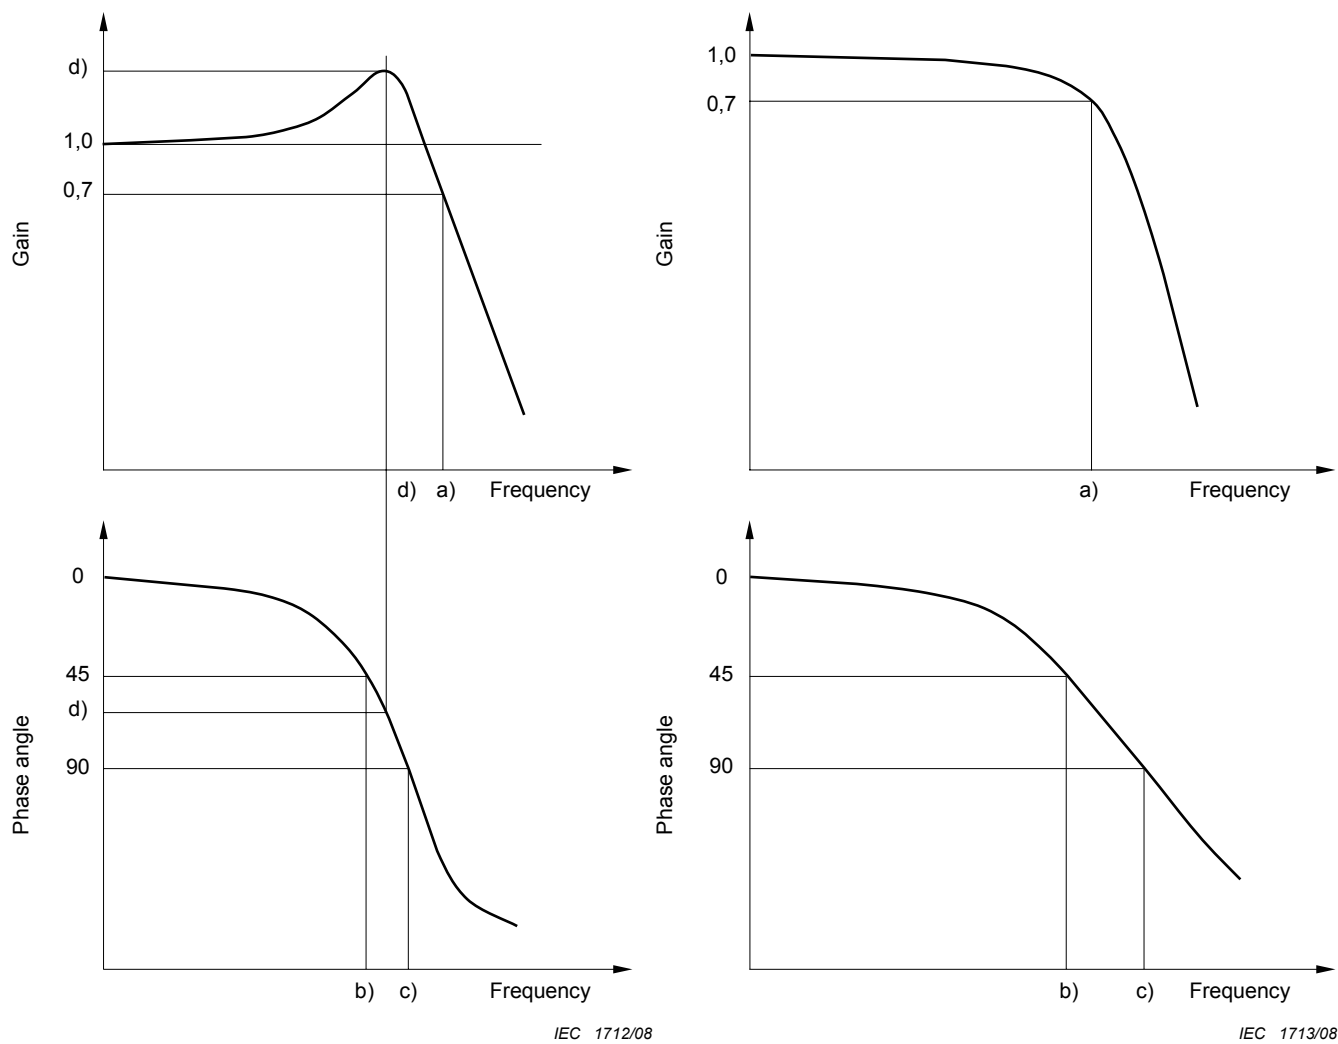 d)
1,0
0,7
Gain
d) a) Frequency
1,0
0,7
Gain
a) Frequency
0
45
d)
90
Phase angle
b) c) Frequency
IEC 1712/08
0
45
90
Phase angle
b) c) Frequency
IEC 1713/08